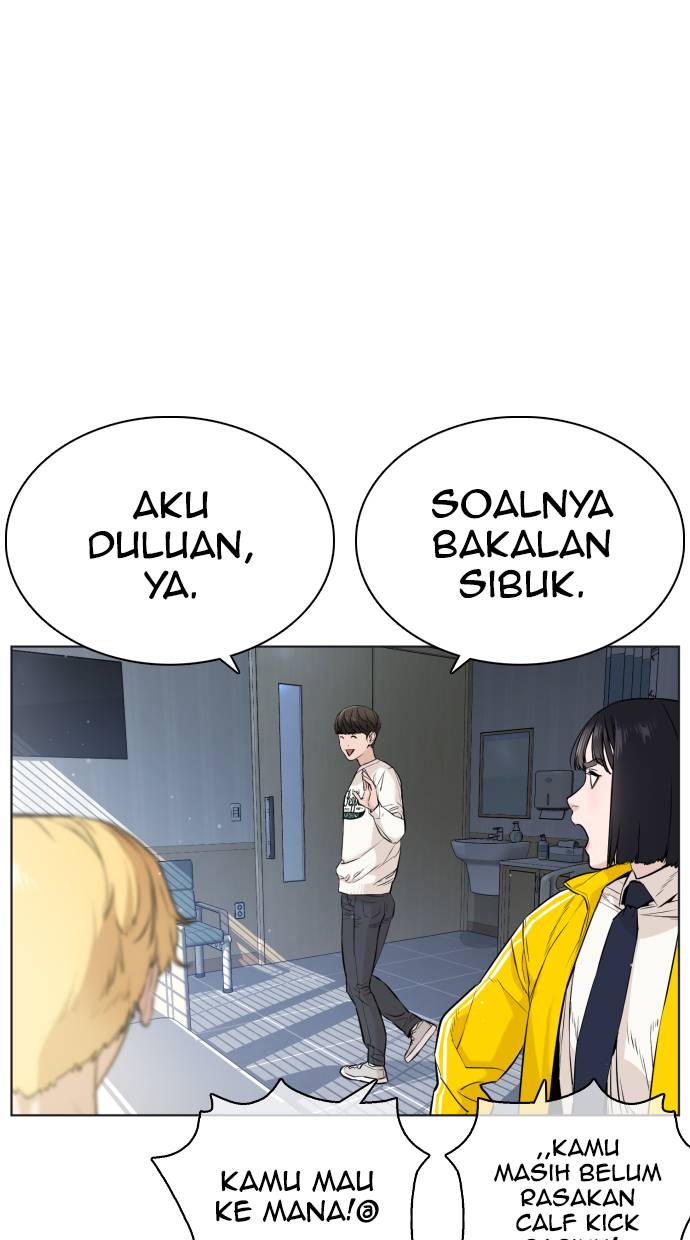 AKU
DULUAN,
YA.
SOALNYA
BAKALAN
SIBUK.
KAMU MAU
KE MANA!@
,,KAMU
MASIH BELUM
RASAKAN
CALF KICK